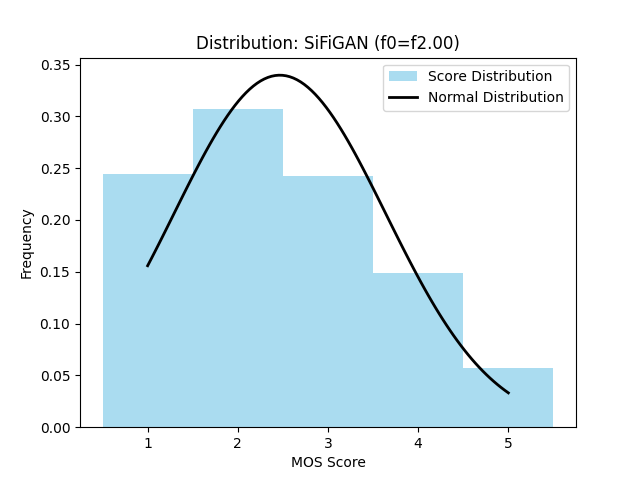 Distribution: SiFiGAN (f0=f2.00)
Score Distribution
Normal Distribution
Frequency
0.35
0.30
0.25
0.20
0.15
0.10
0.05
0.00
1 2 3 4 5
MOS Score